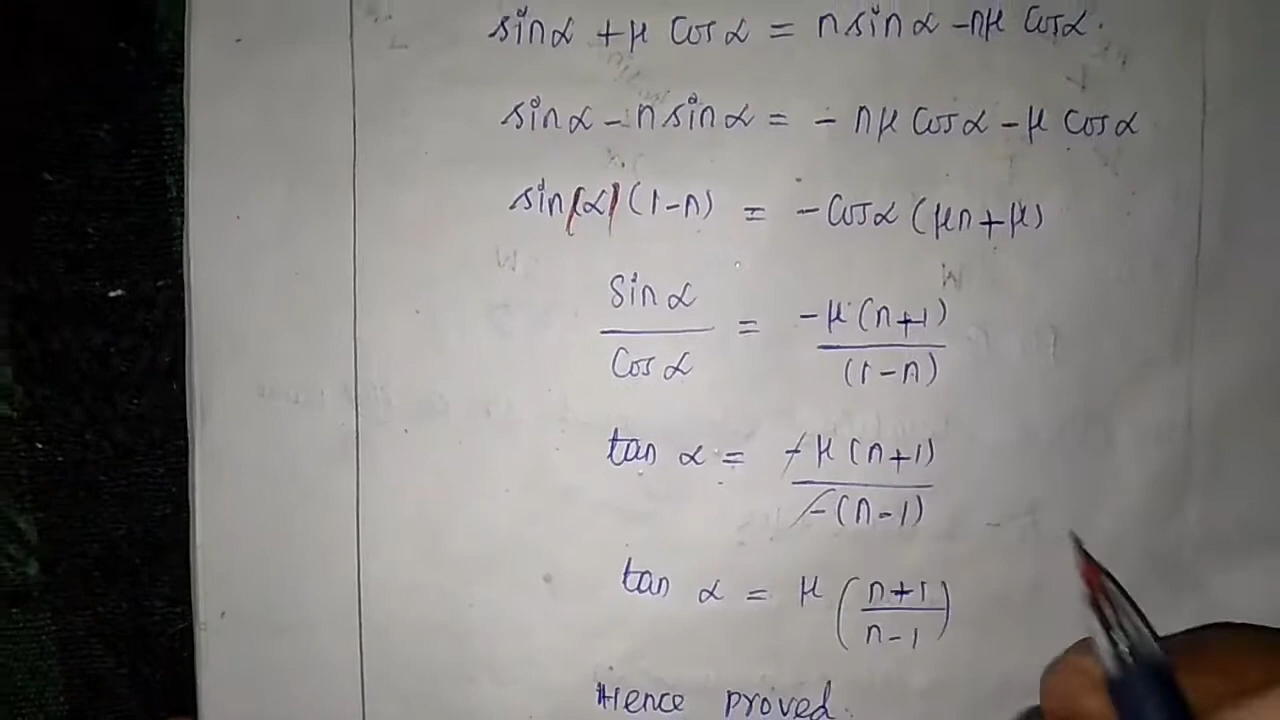 sinα + μ cosα = n sinα - nμ cosα.
sinα - n sinα = - nμ cosα - μ cosα
sin(α) (1-n) = - cosα (μn + μ)
sinα / cosα = -μ (n+1) / (1-n)
tan α = -μ (n+1) / -(n-1)
tan α = μ ( n+1 / n-1 )
Hence proved.